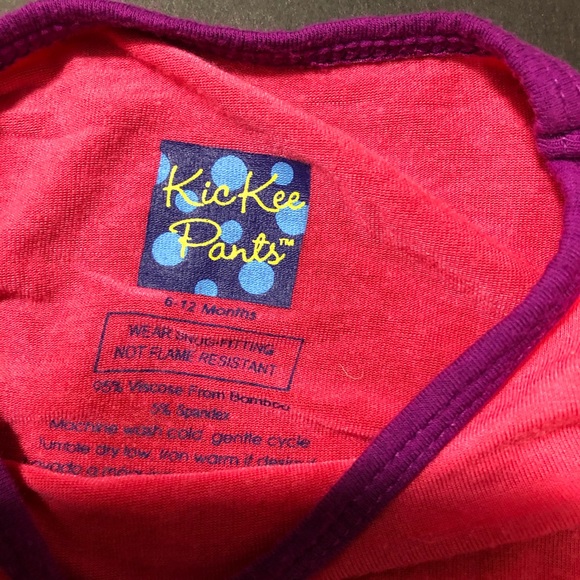 KicKee
Pants™
6-12 Months
WEAR SNUG-FITTING
NOT FLAME RESISTANT
95% Viscose From Bamboo
5% Spandex
Machine wash cold, gentle cycle
Tumble dry low, iron warm if desired